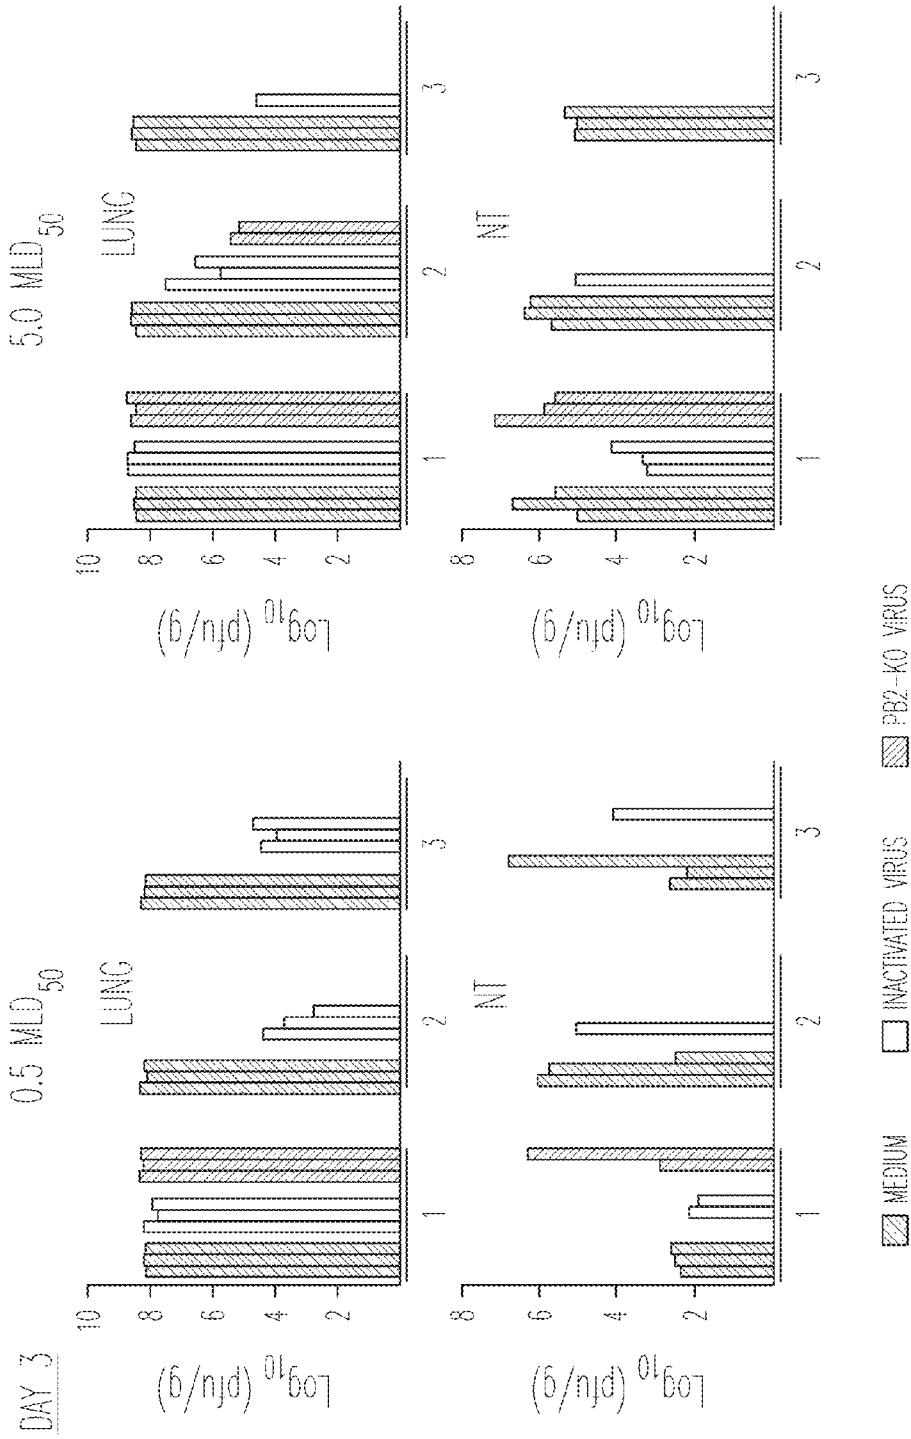 DAY 3
0.5 MLD50
LUNG
Log10 (pfu/g)
10
8
6
4
2
1
2
3
NT
Log10 (pfu/g)
8
6
4
2
1
2
3
5.0 MLD50
LUNG
Log10 (pfu/g)
10
8
6
4
2
1
2
3
NT
Log10 (pfu/g)
8
6
4
2
1
2
3
MEDIUM
INACTIVATED VIRUS
PB2-KO VIRUS